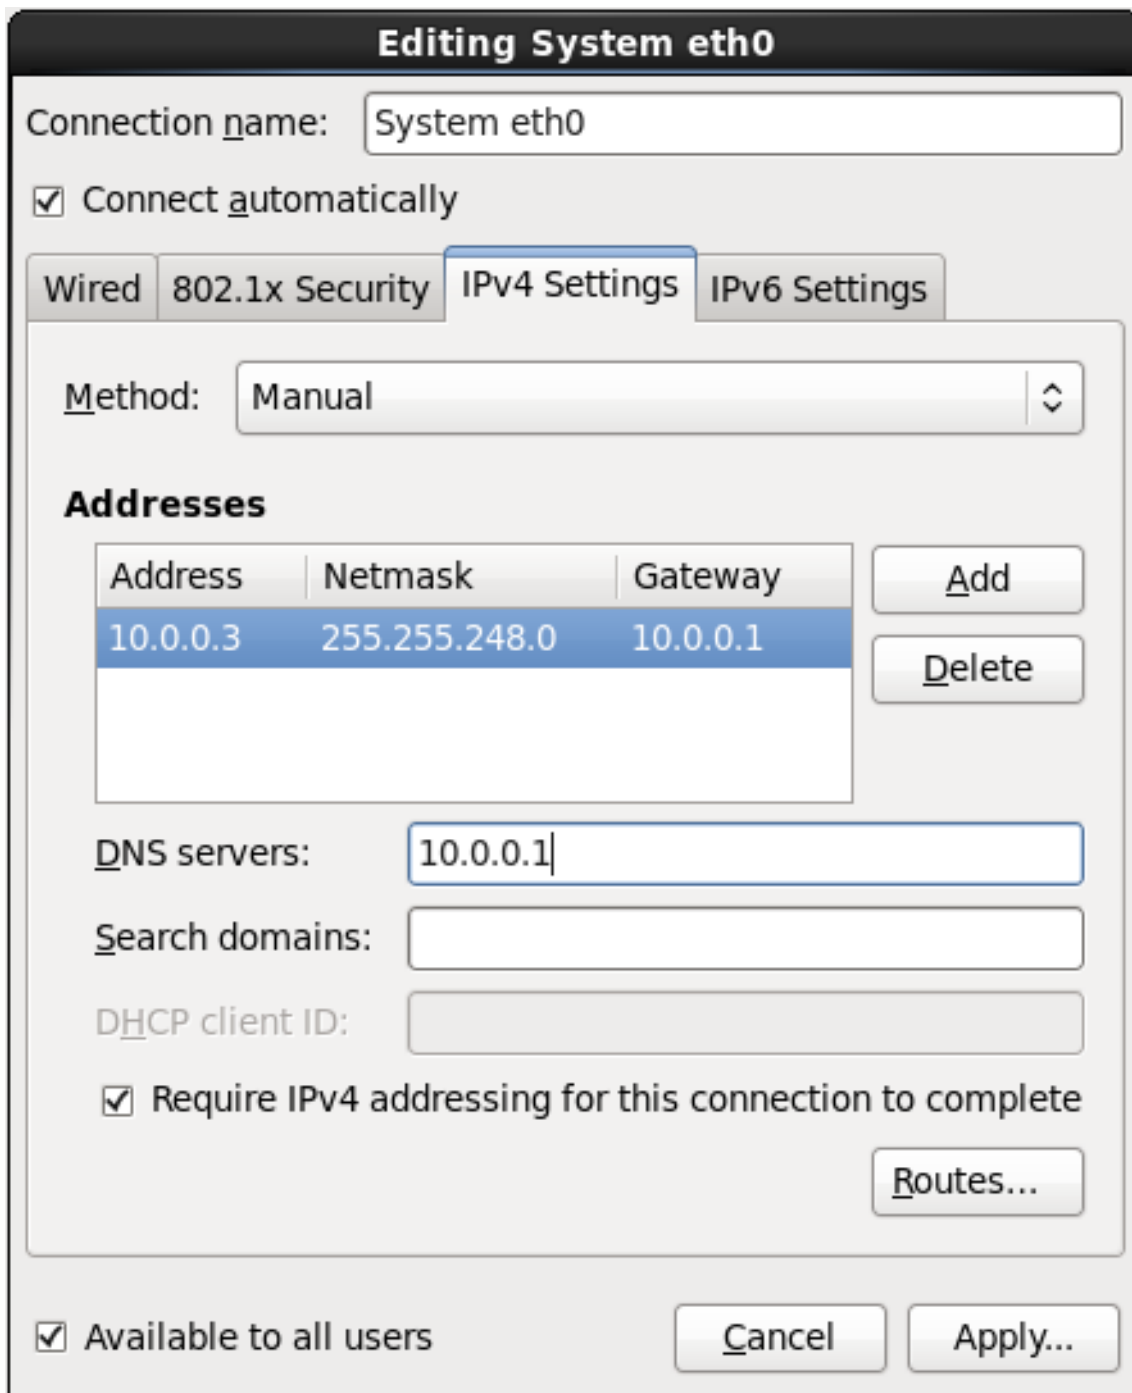 Editing System eth0
Connection name: System eth0
Connect automatically
Wired 802.1x Security IPv4 Settings IPv6 Settings
Method: Manual
Addresses
Address Netmask Gateway Add
10.0.0.3 255.255.248.0 10.0.0.1
Delete
DNS servers: 10.0.0.1
Search domains:
DHCP client ID:
Require IPv4 addressing for this connection to complete
Routes...
Available to all users Cancel Apply...